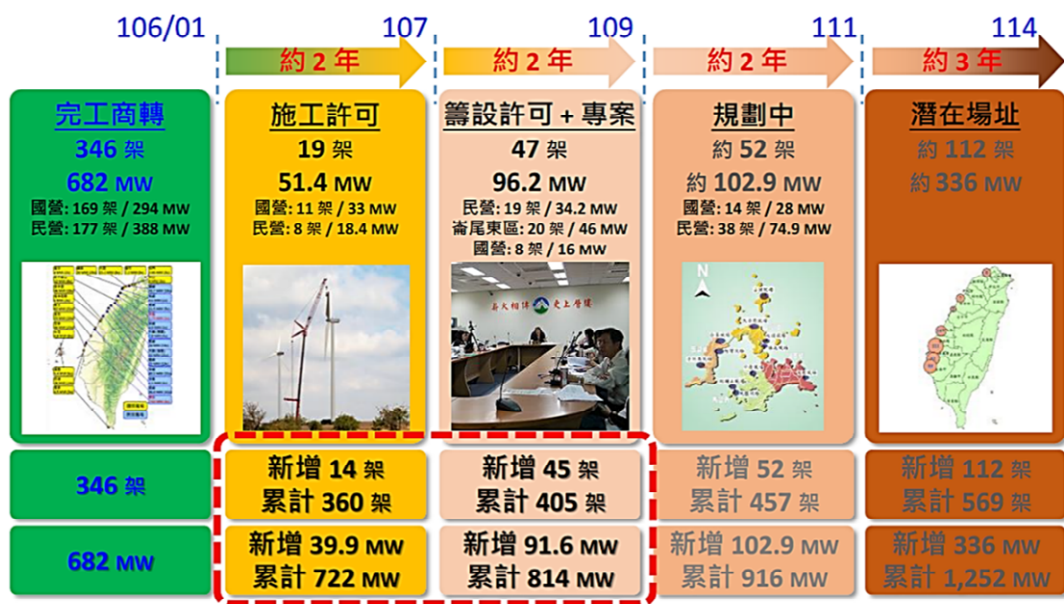 106/01
107
109
111
114
約 2 年
約 2 年
約 2 年
約 3 年
完工商轉
346 架
682 MW
國營: 169 架 / 294 MW
民營: 177 架 / 388 MW
施工許可
19 架
51.4 MW
國營: 11 架 / 33 MW
民營: 8 架 / 18.4 MW
籌設許可 + 專案
47 架
96.2 MW
民營: 19 架 / 34.2 MW
崙尾東區: 20 架 / 46 MW
國營: 8 架 / 16 MW
規劃中
約 52 架
約 102.9 MW
國營: 14 架 / 28 MW
民營: 38 架 / 74.9 MW
潛在場址
約 112 架
約 336 MW
N
346 架
新增 14 架
累計 360 架
新增 45 架
累計 405 架
新增 52 架
累計 457 架
新增 112 架
累計 569 架
682 MW
新增 39.9 MW
累計 722 MW
新增 91.6 MW
累計 814 MW
新增 102.9 MW
累計 916 MW
新增 336 MW
累計 1,252 MW